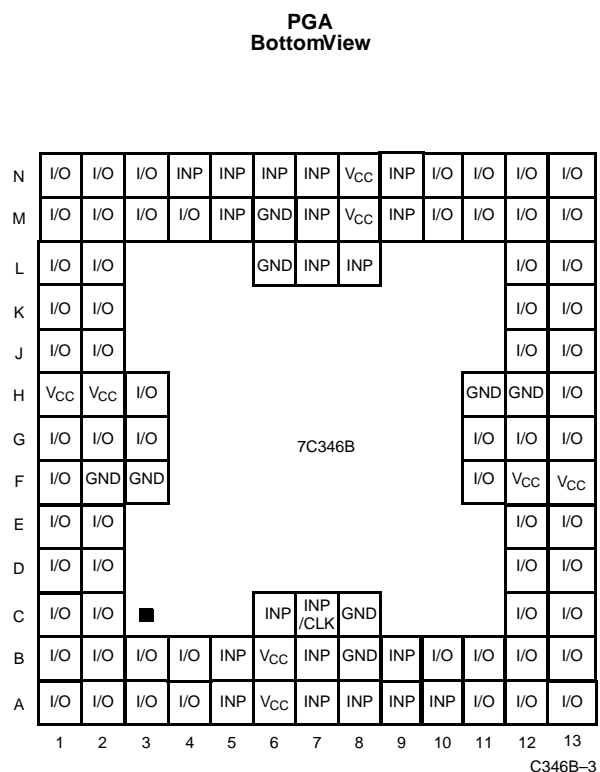 PGA
BottomView
N I/O I/O I/O INP INP INP INP VCC INP I/O I/O I/O I/O
M I/O I/O I/O I/O INP GND INP VCC INP I/O I/O I/O I/O
L I/O I/O GND INP INP I/O I/O
K I/O I/O I/O I/O
J I/O I/O I/O I/O
H VCC VCC I/O GND GND I/O
G I/O I/O I/O 7C346B I/O I/O I/O
F I/O GND GND I/O VCC VCC
E I/O I/O I/O I/O
D I/O I/O I/O I/O
C I/O I/O INP INP /CLK GND I/O I/O
B I/O I/O I/O I/O INP VCC INP GND INP I/O I/O I/O I/O
A I/O I/O I/O I/O INP VCC INP INP INP INP I/O I/O I/O
1 2 3 4 5 6 7 8 9 10 11 12 13
C346B–3